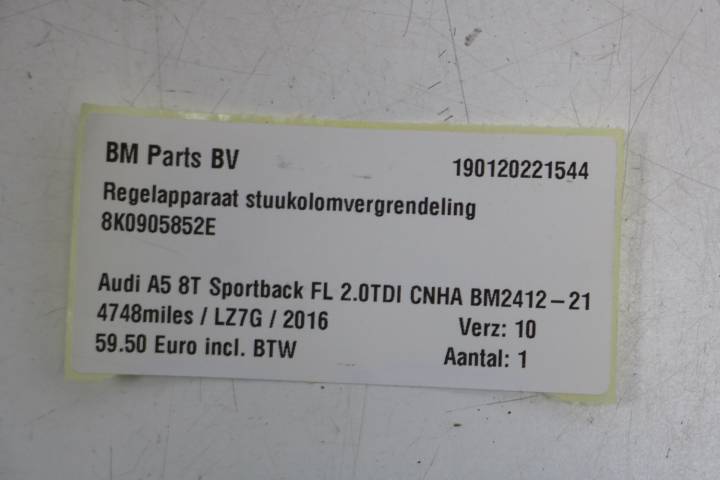 BM Parts BV 190120221544
Regelapparaat stuukolomvergrendeling
8K0905852E
Audi A5 8T Sportback FL 2.0TDI CNHA BM2412-21
4748miles / LZ7G / 2016 Verz: 10
59.50 Euro incl. BTW Aantal: 1